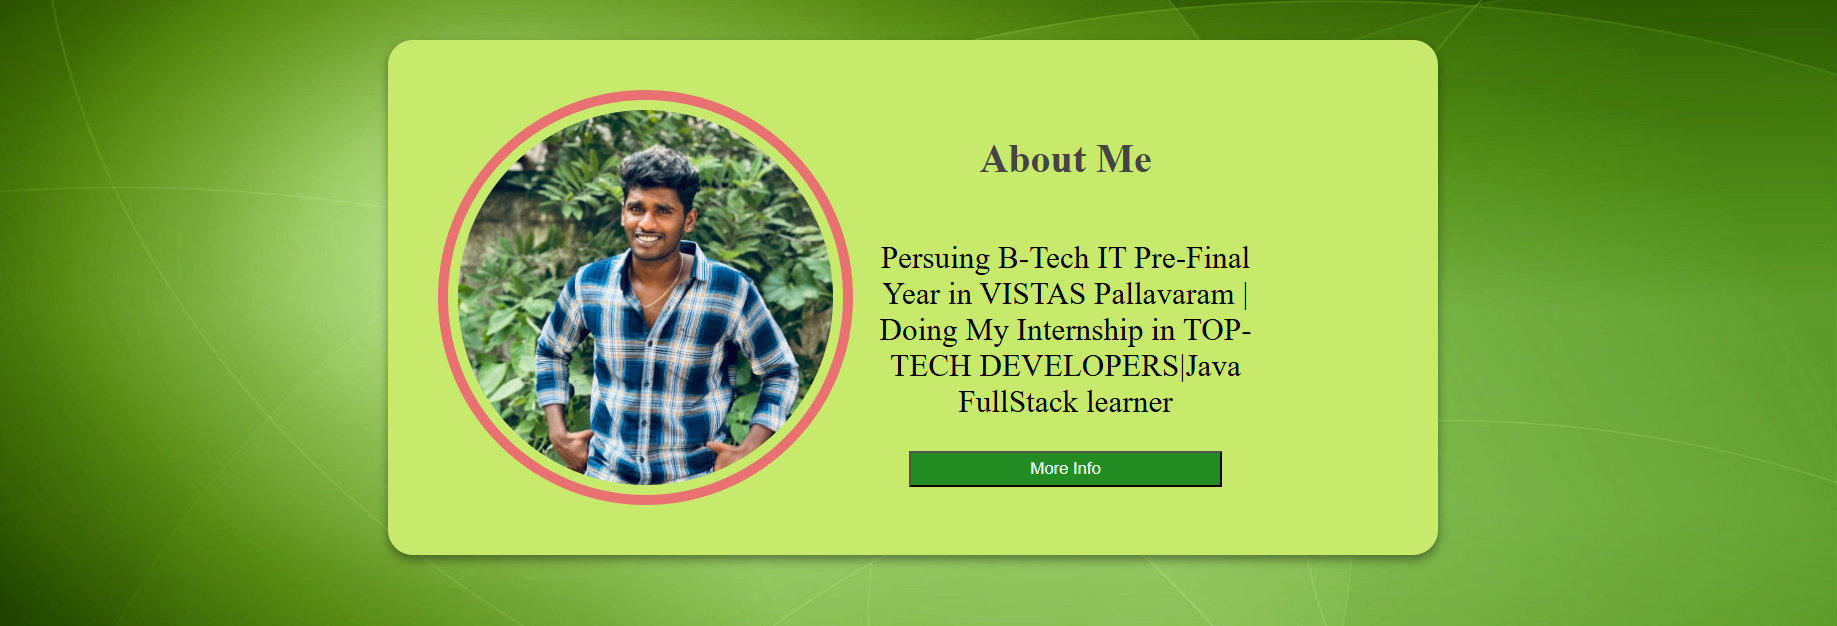 About Me
Persuing B-Tech IT Pre-Final
Year in VISTAS Pallavaram |
Doing My Internship in TOP-
TECH DEVELOPERS|Java
FullStack learner
More Info